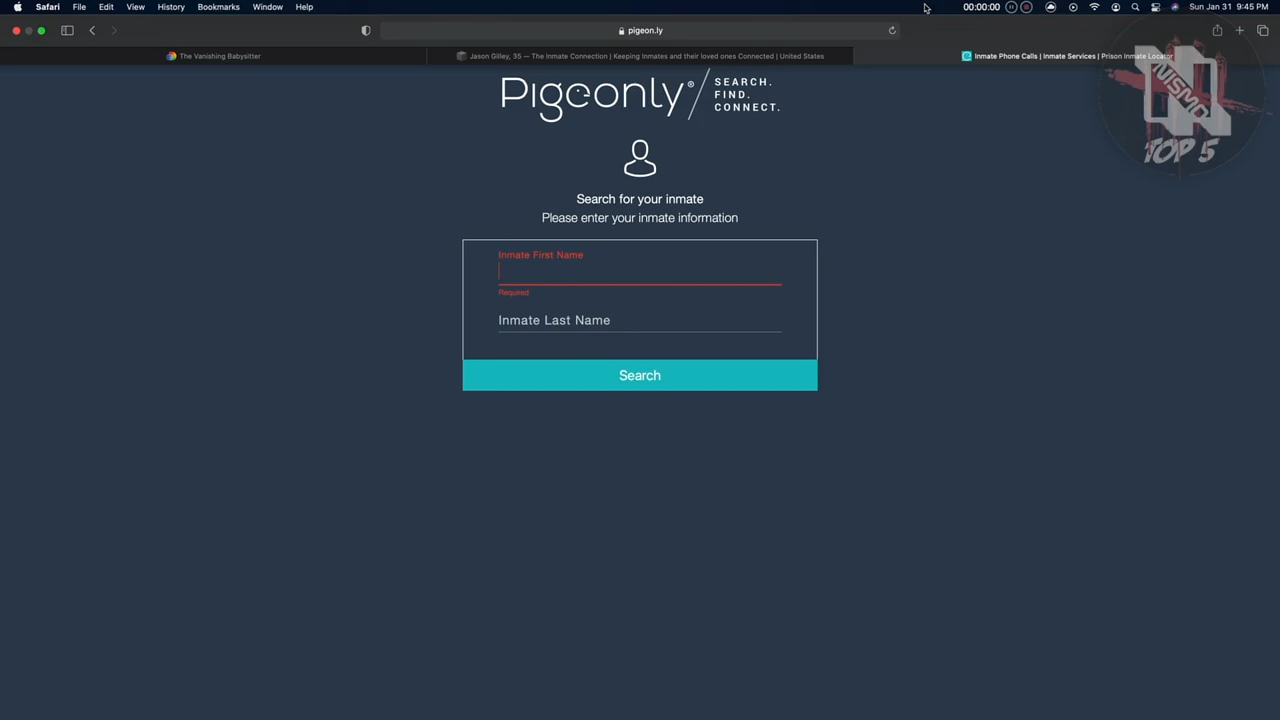 Safari File Edit View History Bookmarks Window Help 00:00:00 Sun Jan 31 9:45 PM
pigeon.ly
The Vanishing Babysitter
Jason Gilley, 35 — The Inmate Connection | Keeping Inmates and their loved ones Connected | United States
Inmate Phone Calls | Inmate Services | Prison Inmate Locator
NISMO
TOP 5
Pigeonly®
SEARCH.
FIND.
CONNECT.
Search for your inmate
Please enter your inmate information
Inmate First Name
Required
Inmate Last Name
Search